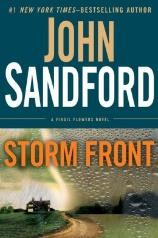 #1 NEW YORK TIMES–BESTSELLING AUTHOR
JOHN
SANDFORD
A VIRGIL FLOWERS NOVEL
STORM FRONT